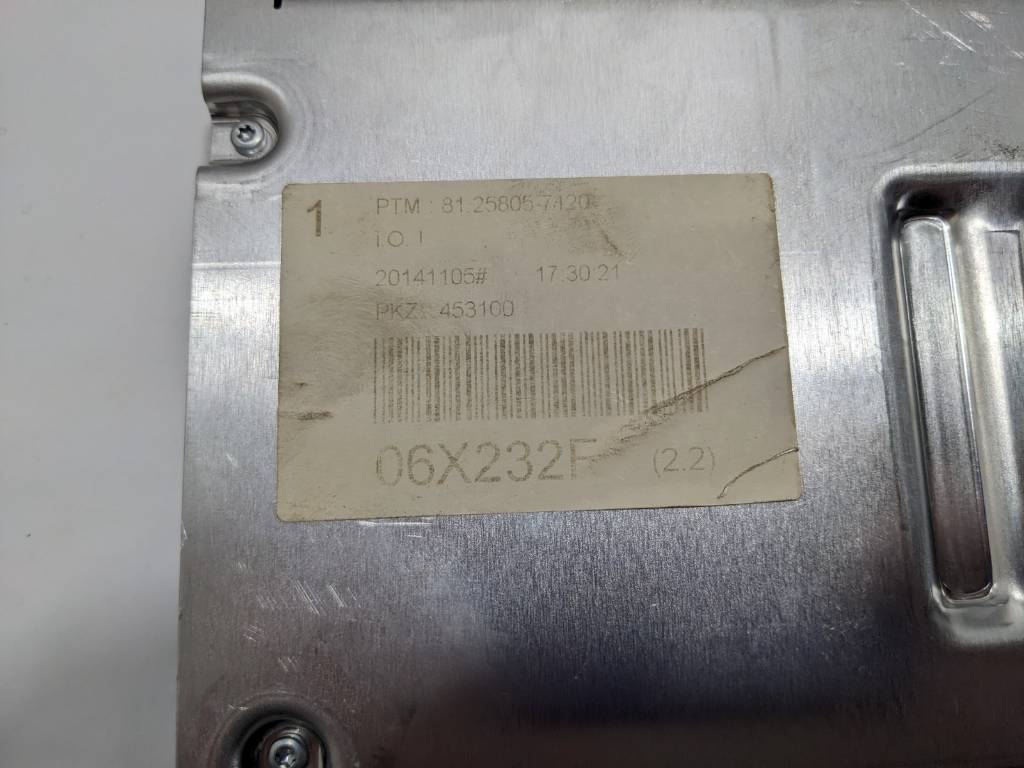 1
PTM : 81.25805-7420
I.O. I
20141105# 17:30:21
PKZ: 453100
06X232F (2.2)